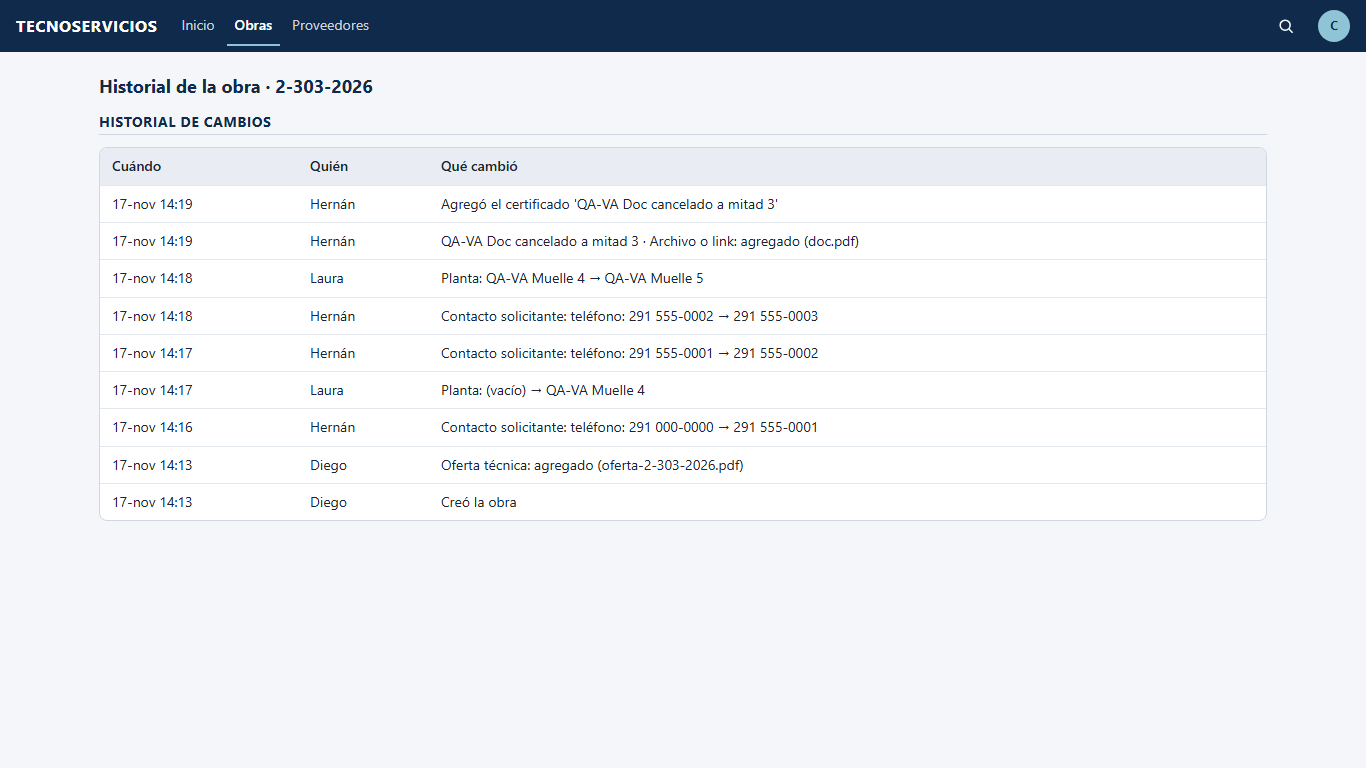 TECNOSERVICIOS Inicio Obras Proveedores C
Historial de la obra · 2-303-2026
HISTORIAL DE CAMBIOS
Cuándo Quién Qué cambió
17-nov 14:19 Hernán Agregó el certificado 'QA-VA Doc cancelado a mitad 3'
17-nov 14:19 Hernán QA-VA Doc cancelado a mitad 3 · Archivo o link: agregado (doc.pdf)
17-nov 14:18 Laura Planta: QA-VA Muelle 4 → QA-VA Muelle 5
17-nov 14:18 Hernán Contacto solicitante: teléfono: 291 555-0002 → 291 555-0003
17-nov 14:17 Hernán Contacto solicitante: teléfono: 291 555-0001 → 291 555-0002
17-nov 14:17 Laura Planta: (vacío) → QA-VA Muelle 4
17-nov 14:16 Hernán Contacto solicitante: teléfono: 291 000-0000 → 291 555-0001
17-nov 14:13 Diego Oferta técnica: agregado (oferta-2-303-2026.pdf)
17-nov 14:13 Diego Creó la obra